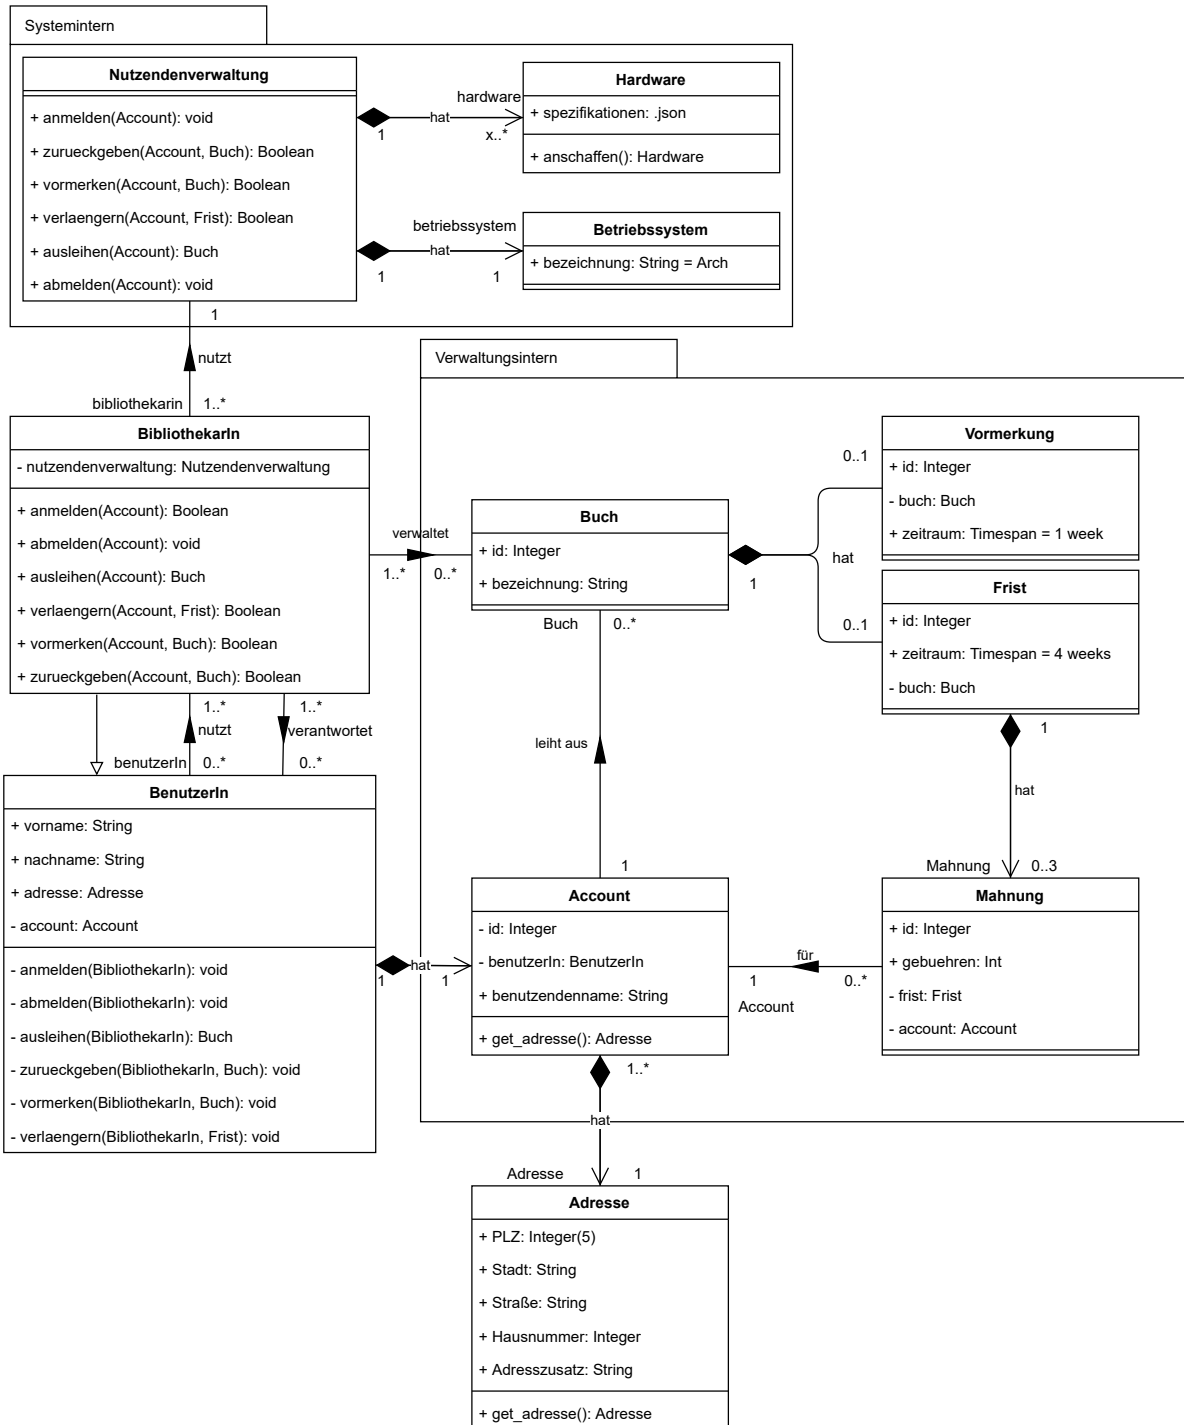 Systemintern
Nutzendenverwaltung
+ anmelden(Account): void
+ zurueckgeben(Account, Buch): Boolean
+ vormerken(Account, Buch): Boolean
+ verlaengern(Account, Frist): Boolean
+ ausleihen(Account): Buch
+ abmelden(Account): void
hardware
hat
1
x..*
Hardware
+ spezifikationen: .json
+ anschaffen(): Hardware
betriebssystem
hat
1
1
Betriebssystem
+ bezeichnung: String = Arch
1
nutzt
bibliothekarin
1..*
BibliothekarIn
- nutzendenverwaltung: Nutzendenverwaltung
+ anmelden(Account): Boolean
+ abmelden(Account): void
+ ausleihen(Account): Buch
+ verlaengern(Account, Frist): Boolean
+ vormerken(Account, Buch): Boolean
+ zurueckgeben(Account, Buch): Boolean
Verwaltungsintern
verwaltet
1..*
0..*
Buch
+ id: Integer
+ bezeichnung: String
1
hat
0..1
0..1
Vormerkung
+ id: Integer
- buch: Buch
+ zeitraum: Timespan = 1 week
Frist
+ id: Integer
+ zeitraum: Timespan = 4 weeks
- buch: Buch
Buch
0..*
leiht aus
1
1
hat
Mahnung
0..3
1..*
nutzt
1..*
verantwortet
benutzerIn
0..*
0..*
BenutzerIn
+ vorname: String
+ nachname: String
+ adresse: Adresse
- account: Account
- anmelden(BibliothekarIn): void
- abmelden(BibliothekarIn): void
- ausleihen(BibliothekarIn): Buch
- zurueckgeben(BibliothekarIn, Buch): void
- vormerken(BibliothekarIn, Buch): void
- verlaengern(BibliothekarIn, Frist): void
hat
1
1
Account
- id: Integer
- benutzerIn: BenutzerIn
+ benutzendenname: String
+ get_adresse(): Adresse
für
1
0..*
Account
Mahnung
+ id: Integer
+ gebuehren: Int
- frist: Frist
- account: Account
1..*
hat
Adresse
1
Adresse
+ PLZ: Integer(5)
+ Stadt: String
+ Straße: String
+ Hausnummer: Integer
+ Adresszusatz: String
+ get_adresse(): Adresse